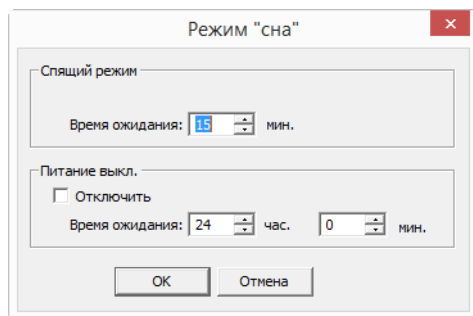 Режим "сна"
Спящий режим
Время ожидания: 15 мин.
Питание выкл.
Отключить
Время ожидания: 24 час. 0 мин.
OK Отмена